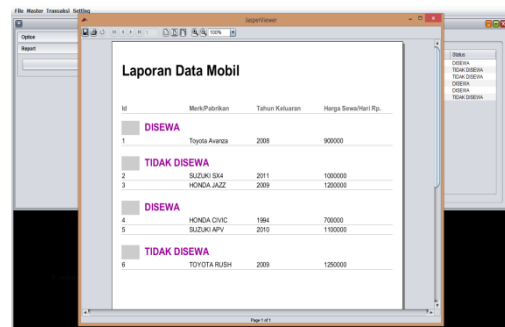 File Master Transaksi Setting
JasperViewer
Option
Report
100%
Status
DISEWA
TIDAK DISEWA
TIDAK DISEWA
DISEWA
DISEWA
TIDAK DISEWA
Laporan Data Mobil
Id Merk/Pabrikan Tahun Keluaran Harga Sewa/Hari Rp.
DISEWA
1 Toyota Avanza 2008 900000
TIDAK DISEWA
2 SUZUKI SX4 2011 1000000
3 HONDA JAZZ 2009 1200000
DISEWA
4 HONDA CIVIC 1994 700000
5 SUZUKI APV 2010 1100000
TIDAK DISEWA
6 TOYOTA RUSH 2009 1250000
Page 1 of 1